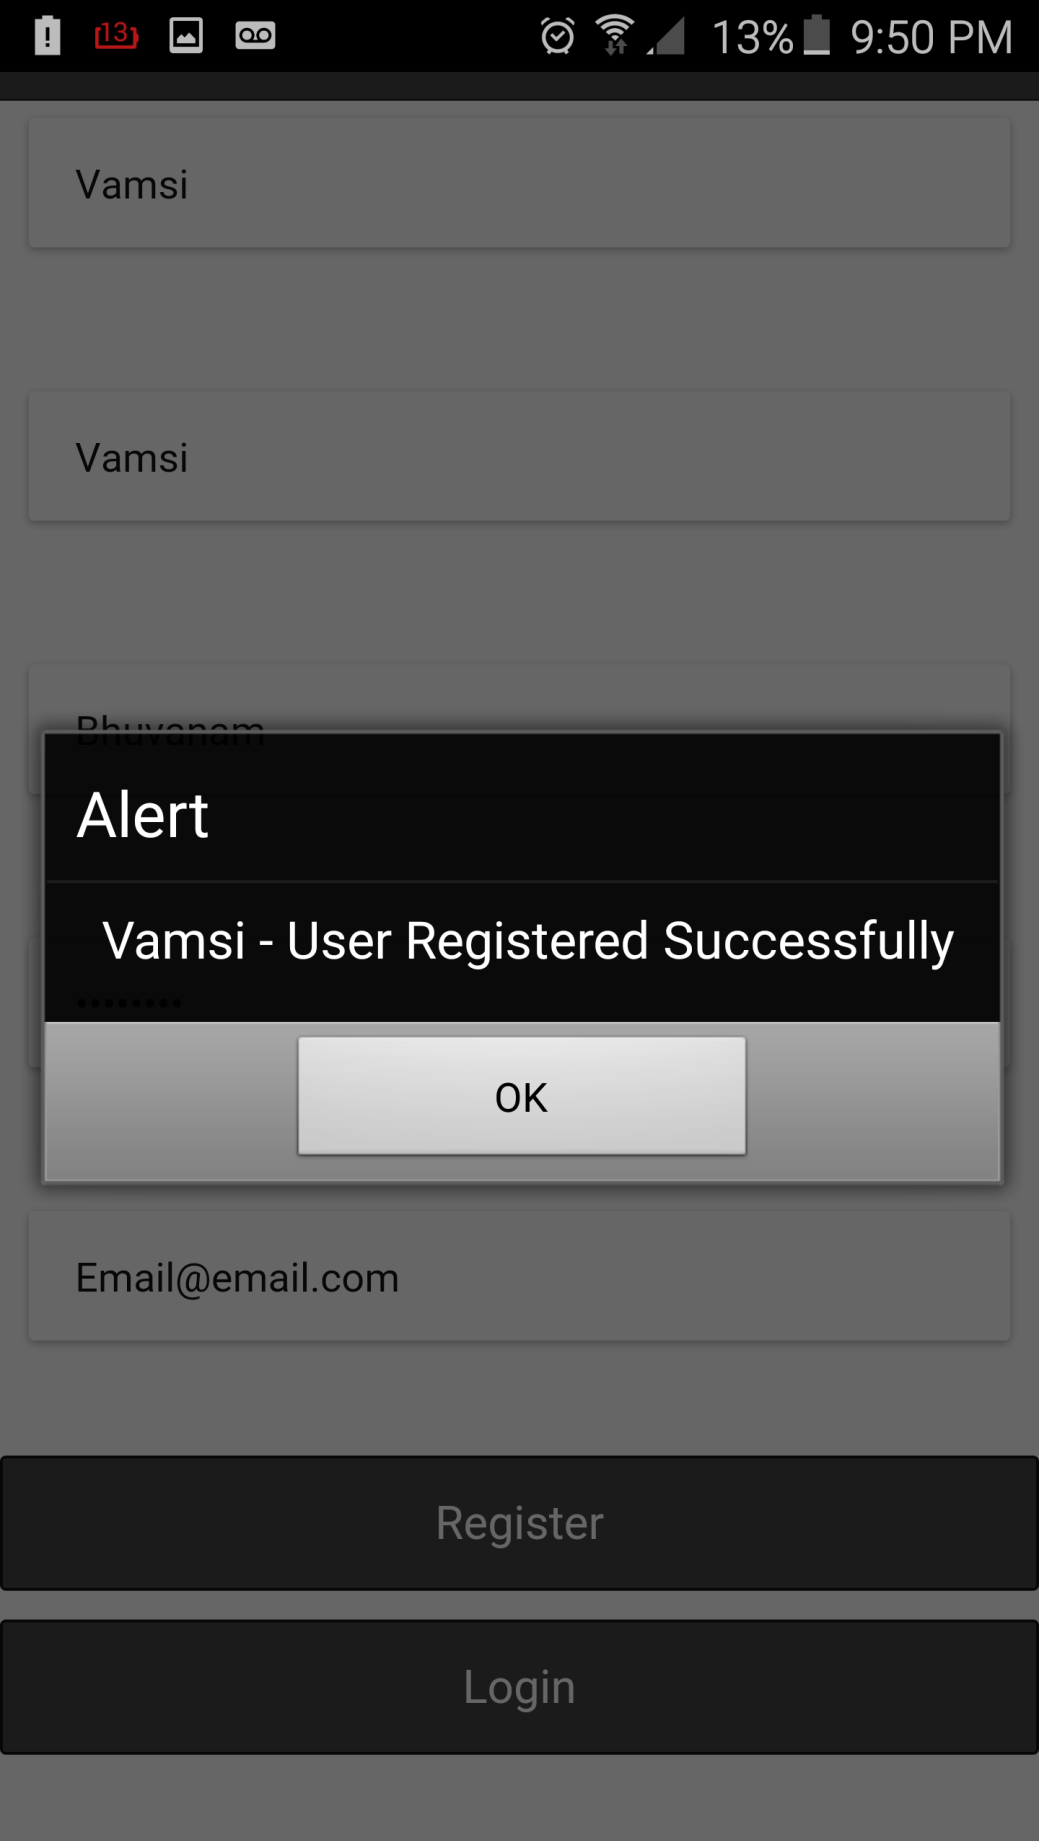 13 13% 9:50 PM
Vamsi
Vamsi
Bhuvanam
Alert
Vamsi - User Registered Successfully
........
OK
Email@email.com
Register
Login